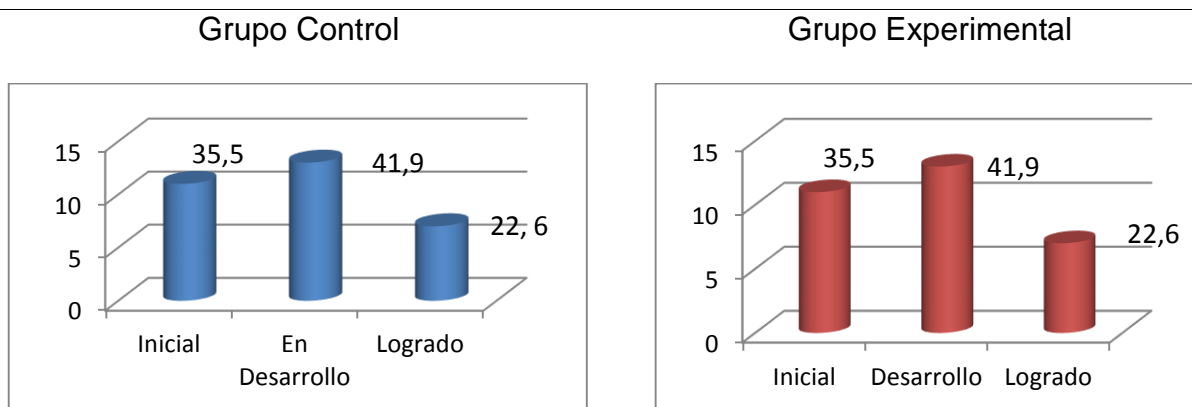 Grupo Control
15
10
5
0
35,5
41,9
22, 6
Inicial
En
Desarrollo
Logrado
Grupo Experimental
15
10
5
0
35,5
41,9
22,6
Inicial
Desarrollo
Logrado